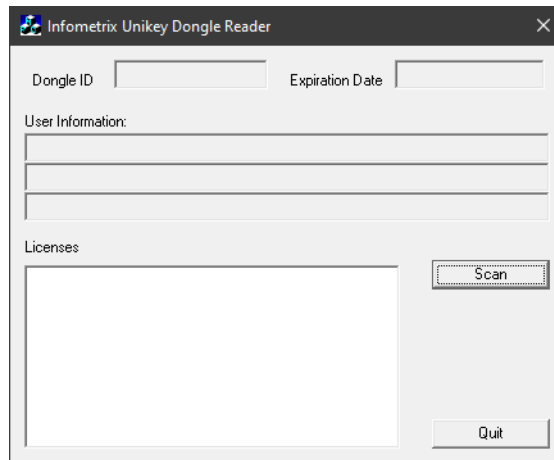 Infometrix Unikey Dongle Reader
Dongle ID Expiration Date
User Information:
Licenses
Scan
Quit